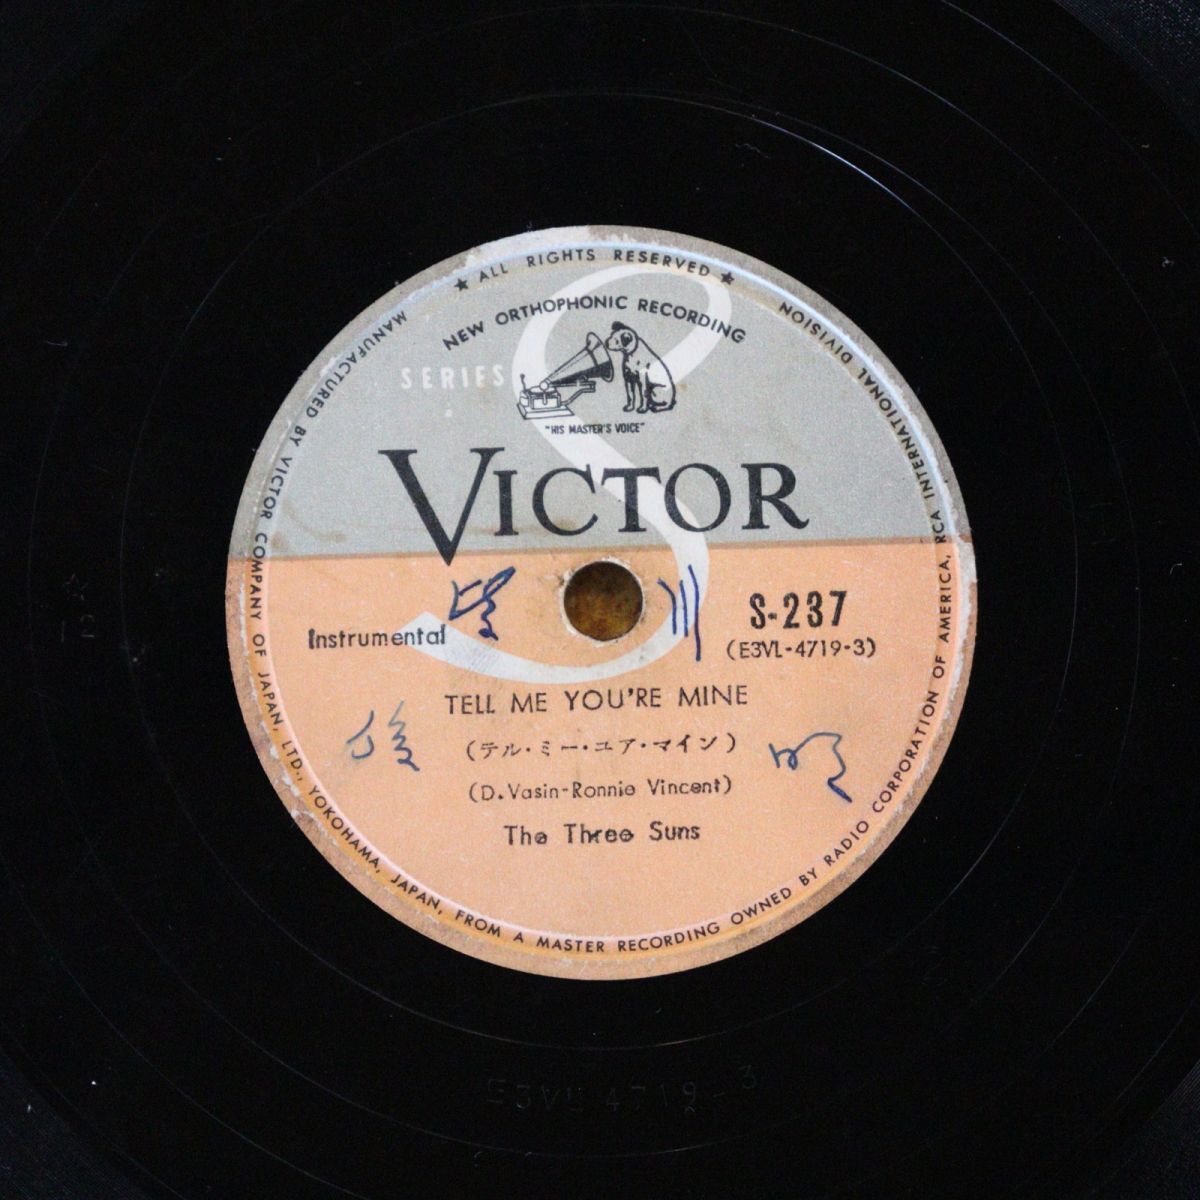 ★ ALL RIGHTS RESERVED ★
NEW ORTHOPHONIC RECORDING
SERIES S
"HIS MASTER'S VOICE"
VICTOR
川
Instrumental
S-237
(E3VL-4719-3)
TELL ME YOU'RE MINE
(テル・ミー・ユア・マイン)
(D.Vasin-Ronnie Vincent)
The Three Suns
MANUFACTURED BY VICTOR COMPANY OF JAPAN, LTD., YOKOHAMA, JAPAN, FROM A MASTER RECORDING OWNED BY RADIO CORPORATION OF AMERICA, RCA INTERNATIONAL DIVISION
E3VL 4719-3